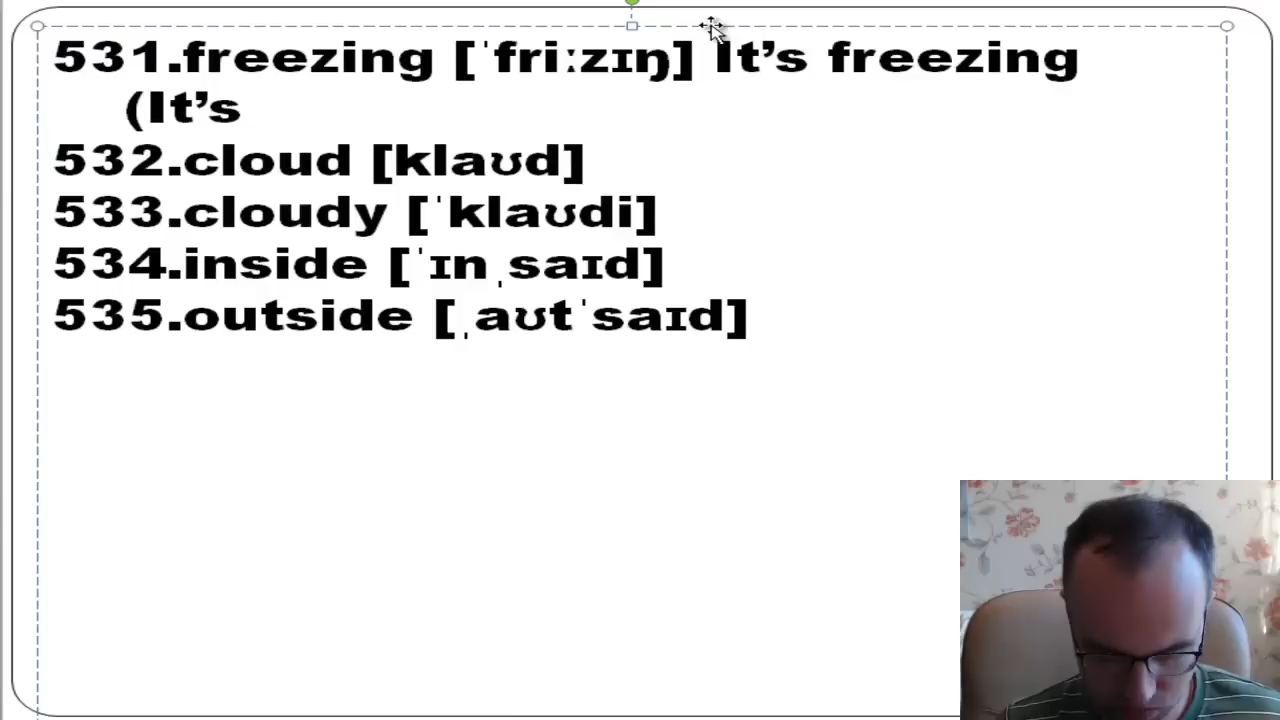 531.freezing [ˈfriːzɪŋ] It’s freezing
(It’s
532.cloud [klaʊd]
533.cloudy [ˈklaʊdi]
534.inside [ˈɪnˌsaɪd]
535.outside [ˌaʊtˈsaɪd]